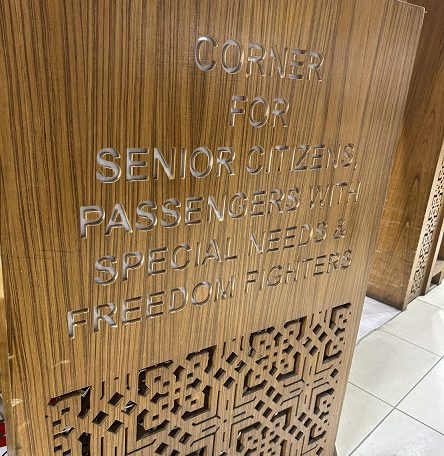 CORNER
FOR
SENIOR CITIZENS,
PASSENGERS WITH
SPECIAL NEEDS &
FREEDOM FIGHTERS